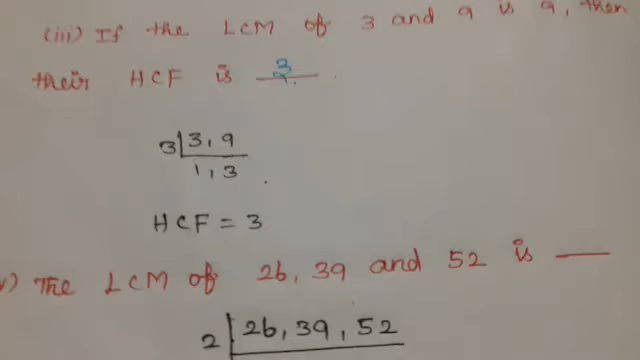 (iii) If the LCM of 3 and 9 is 9, then
their HCF is 3
3 | 3, 9
1, 3
HCF = 3
v) The LCM of 26, 39 and 52 is ___
2 | 26, 39, 52